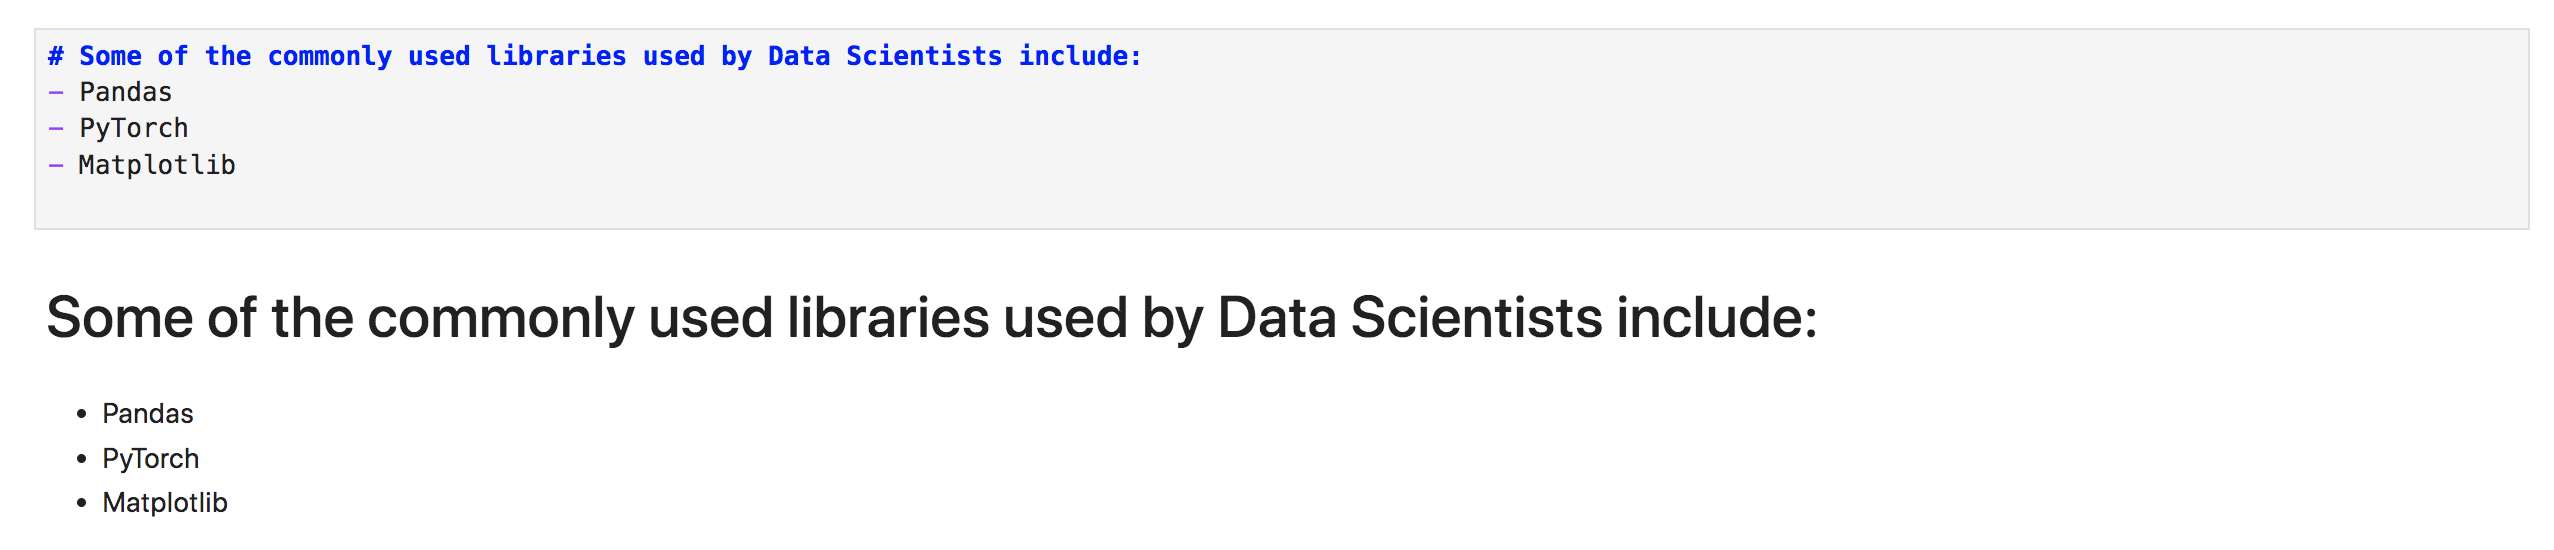 # Some of the commonly used libraries used by Data Scientists include:
- Pandas
- PyTorch
- Matplotlib
Some of the commonly used libraries used by Data Scientists include:
• Pandas
• PyTorch
• Matplotlib